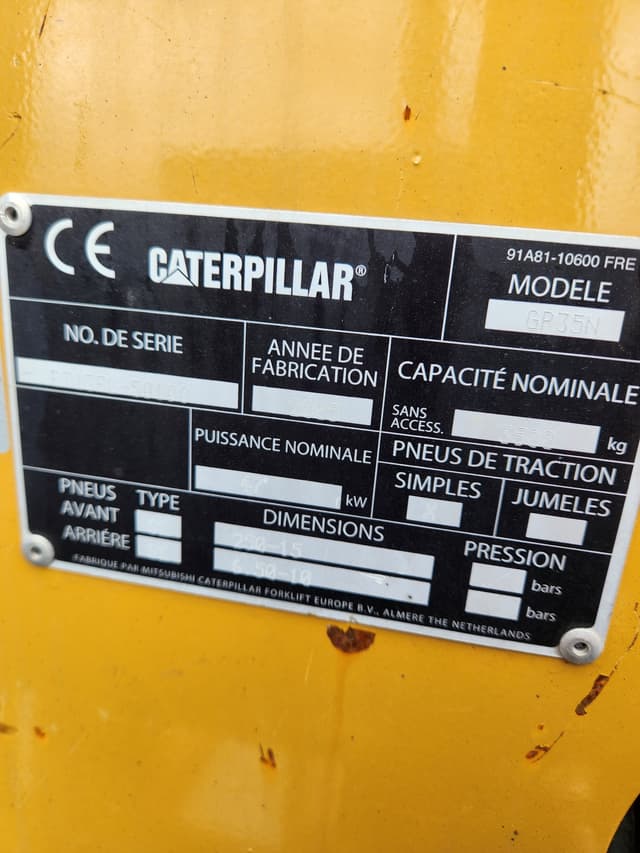 CE
CATERPILLAR®
91A81-10600 FRE
MODELE
GP35N
NO. DE SERIE
ANNEE DE
FABRICATION
CAPACITÉ NOMINALE
SANS
ACCESS.
kg
PUISSANCE NOMINALE
kW
PNEUS DE TRACTION
SIMPLES
JUMELES
X
PNEUS
TYPE
AVANT
ARRIÉRE
DIMENSIONS
250-15
6.50-10
PRESSION
bars
bars
FABRIQUE PAR MITSUBISHI CATERPILLAR FORKLIFT EUROPE B.V., ALMERE THE NETHERLANDS